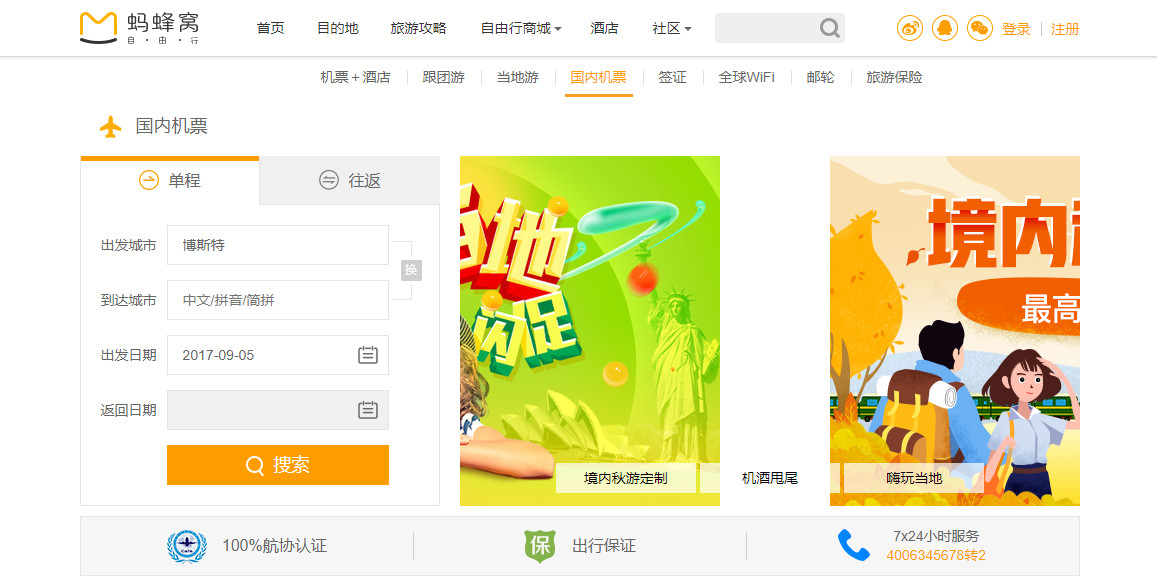 蚂蜂窝
自·由·行
首页 目的地 旅游攻略 自由行商城 酒店 社区 登录 注册
机票+酒店 跟团游 当地游 国内机票 签证 全球WiFi 邮轮 旅游保险
国内机票
单程 往返
出发城市 博斯特
换
到达城市 中文/拼音/简拼
出发日期 2017-09-05
返回日期
搜索
当地
境内
最高
境内秋游定制 机酒甩尾 嗨玩当地
100%航协认证 保 出行保证 7x24小时服务
4006345678转2